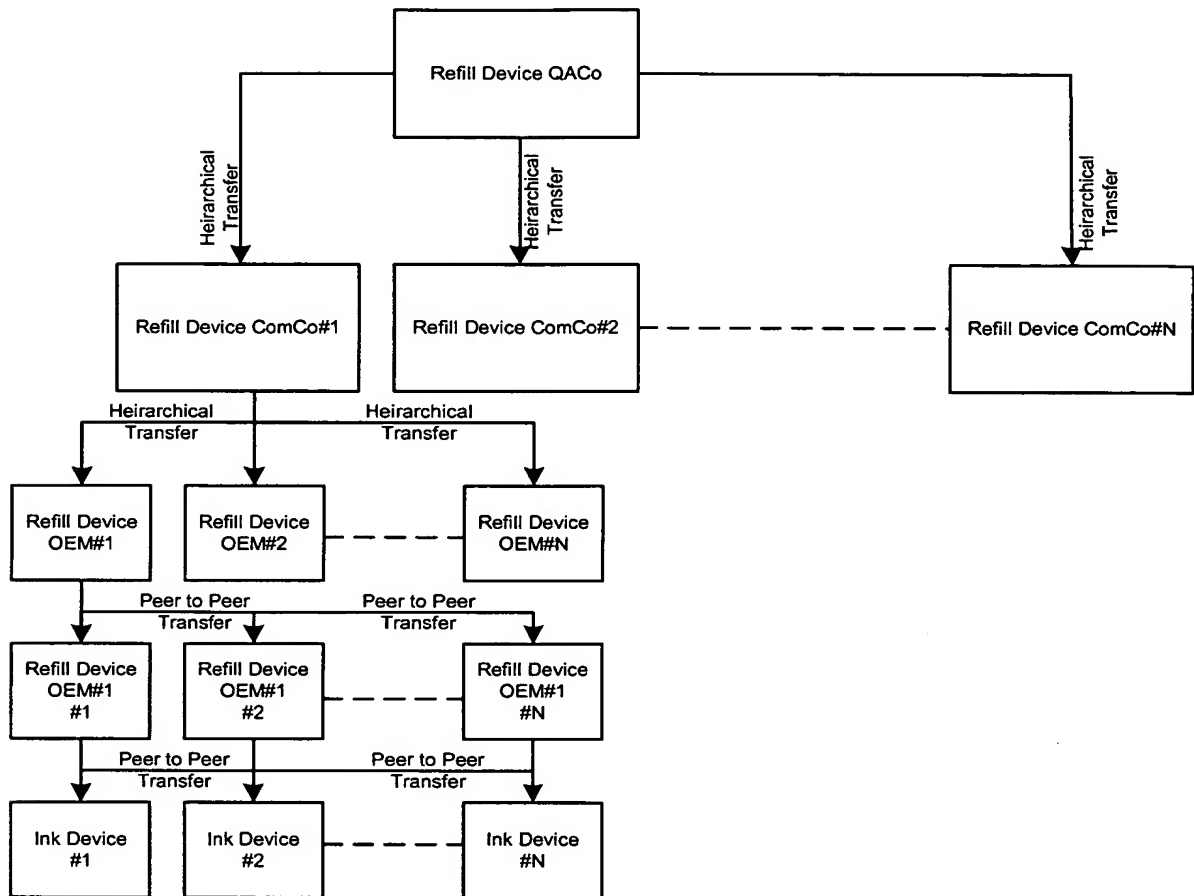 Refill Device QACo
Heirarchical
Transfer
Heirarchical
Transfer
Heirarchical
Transfer
Refill Device ComCo#1
Refill Device ComCo#2
Refill Device ComCo#N
Heirarchical
Transfer
Heirarchical
Transfer
Refill Device
OEM#1
Refill Device
OEM#2
Refill Device
OEM#N
Peer to Peer
Transfer
Peer to Peer
Transfer
Refill Device
OEM#1
#1
Refill Device
OEM#1
#2
Refill Device
OEM#1
#N
Peer to Peer
Transfer
Peer to Peer
Transfer
Ink Device
#1
Ink Device
#2
Ink Device
#N